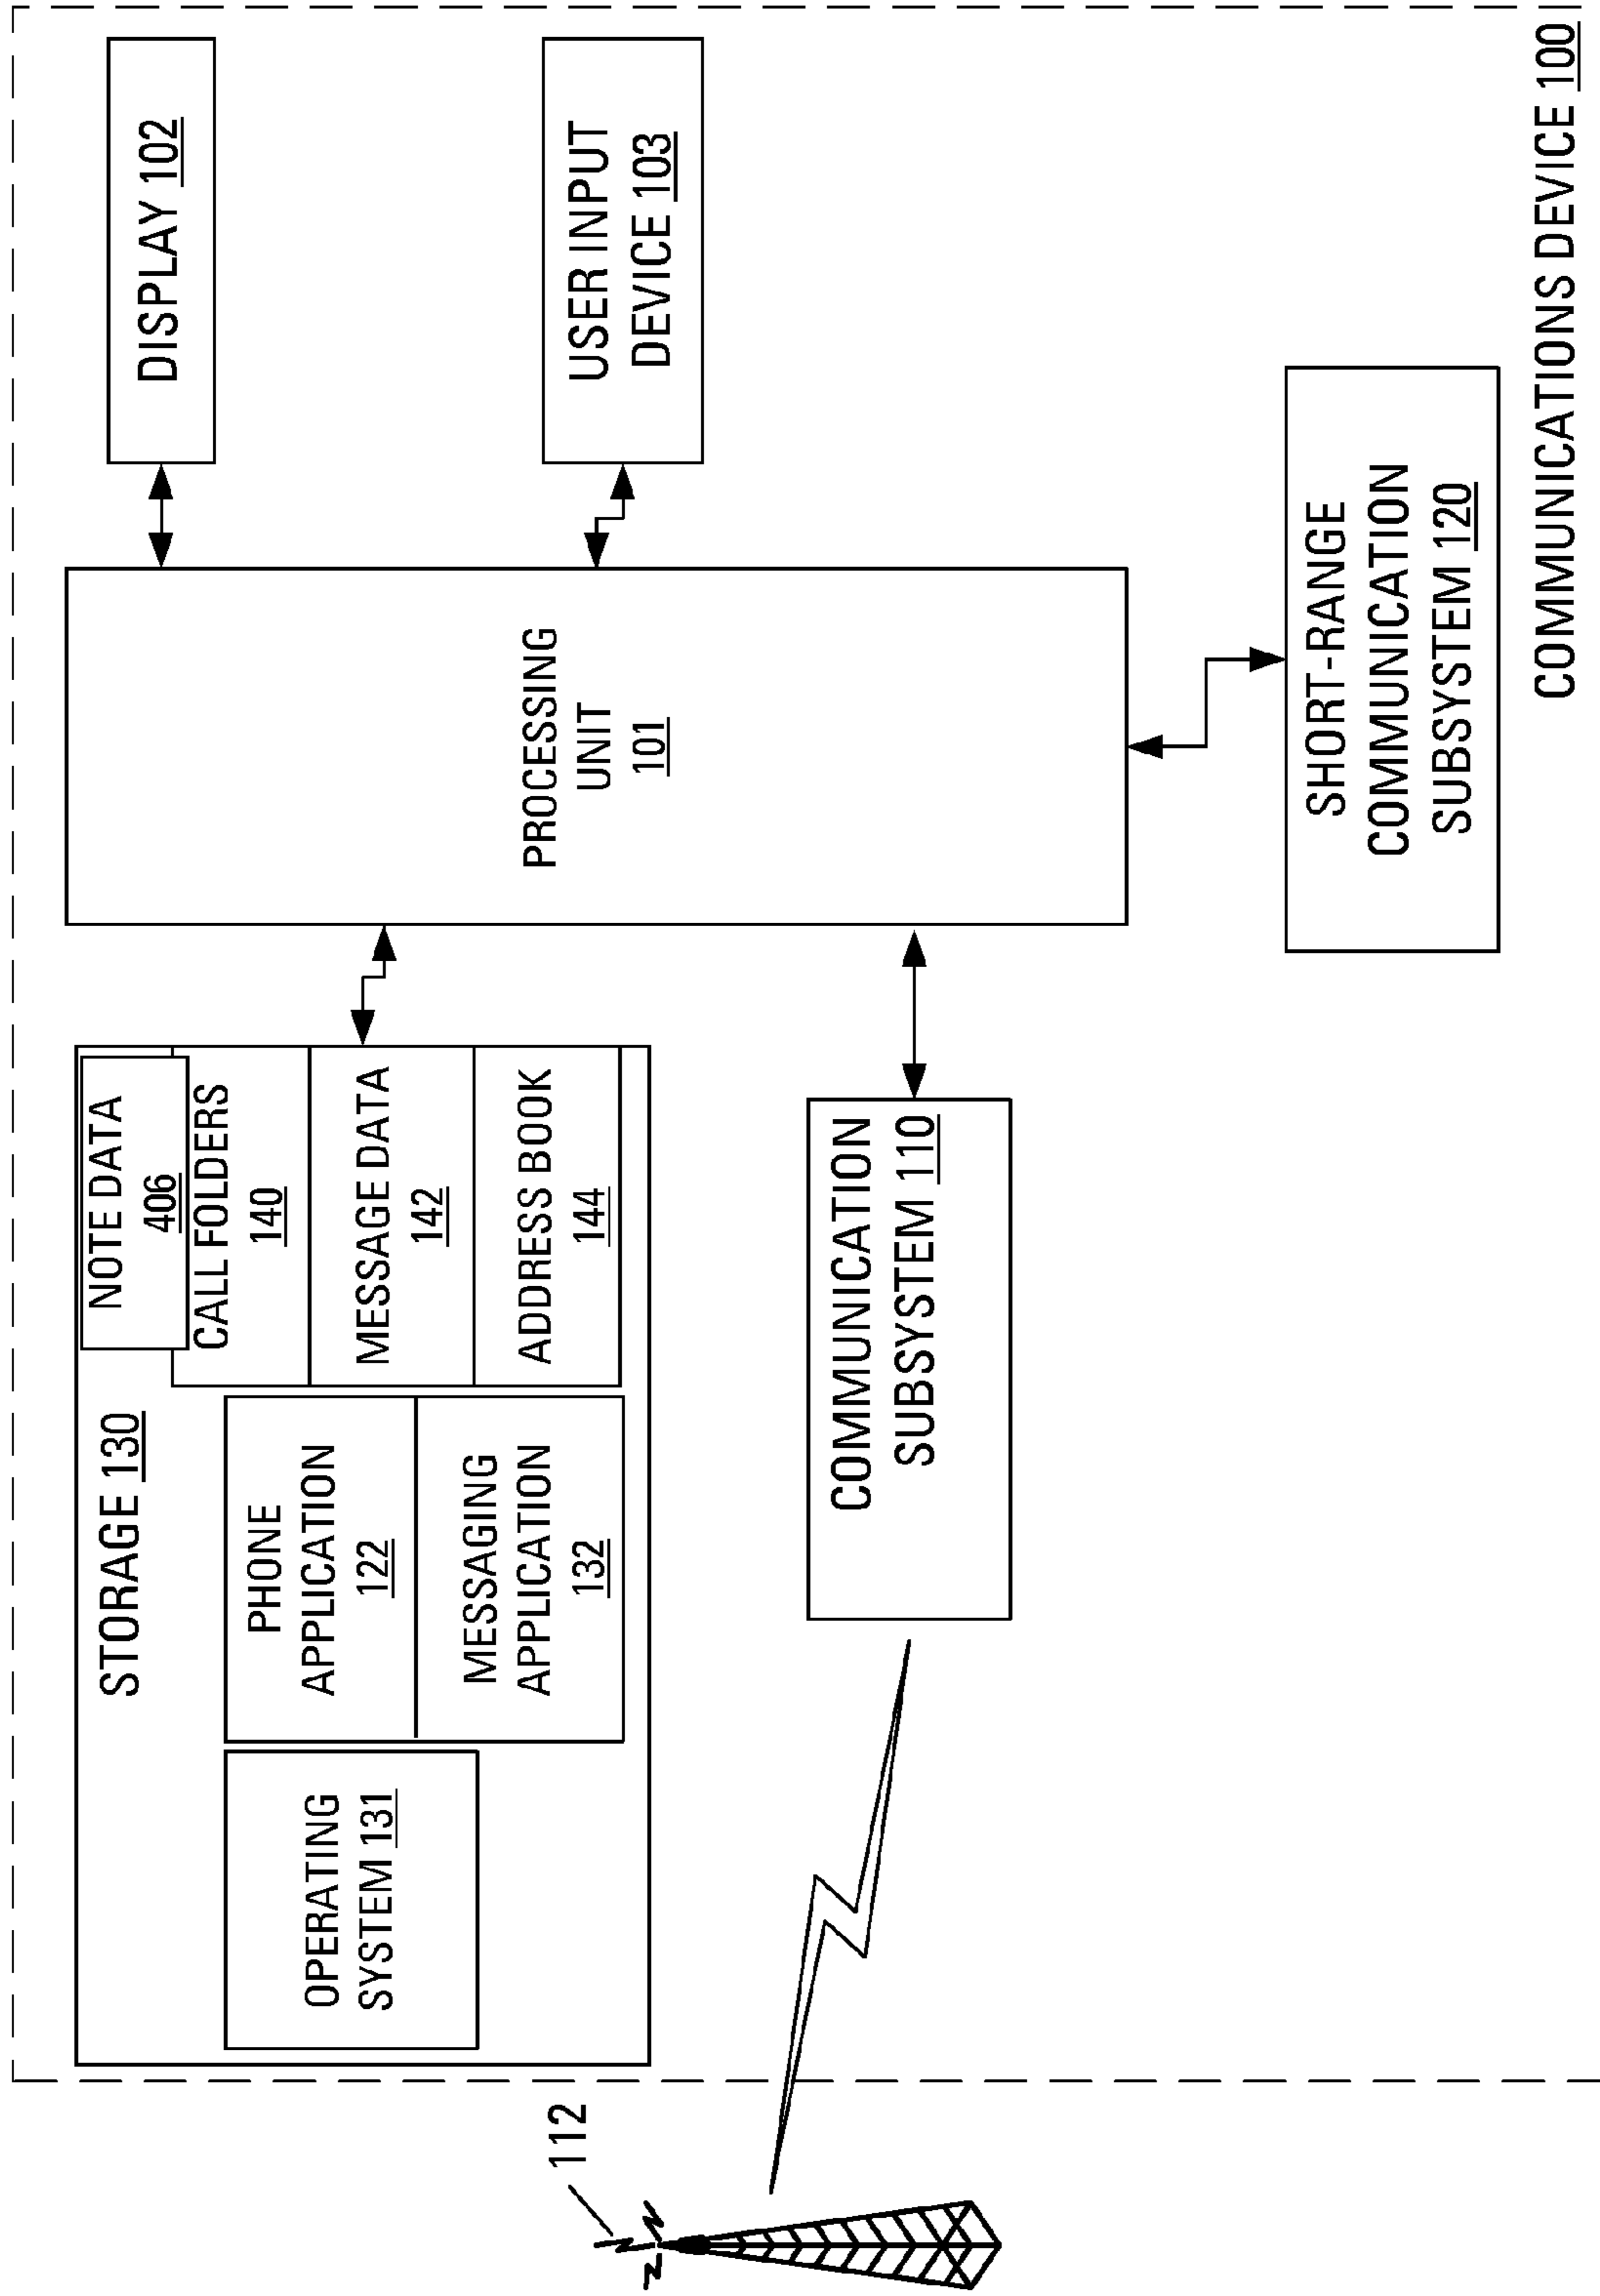 112
STORAGE 130
OPERATING
SYSTEM 131
PHONE
APPLICATION
122
MESSAGING
APPLICATION
132
NOTE DATA
406
CALL FOLDERS
140
MESSAGE DATA
142
ADDRESS BOOK
144
COMMUNICATION
SUBSYSTEM 110
PROCESSING
UNIT
101
DISPLAY 102
USER INPUT
DEVICE 103
SHORT-RANGE
COMMUNICATION
SUBSYSTEM 120
COMMUNICATIONS DEVICE 100